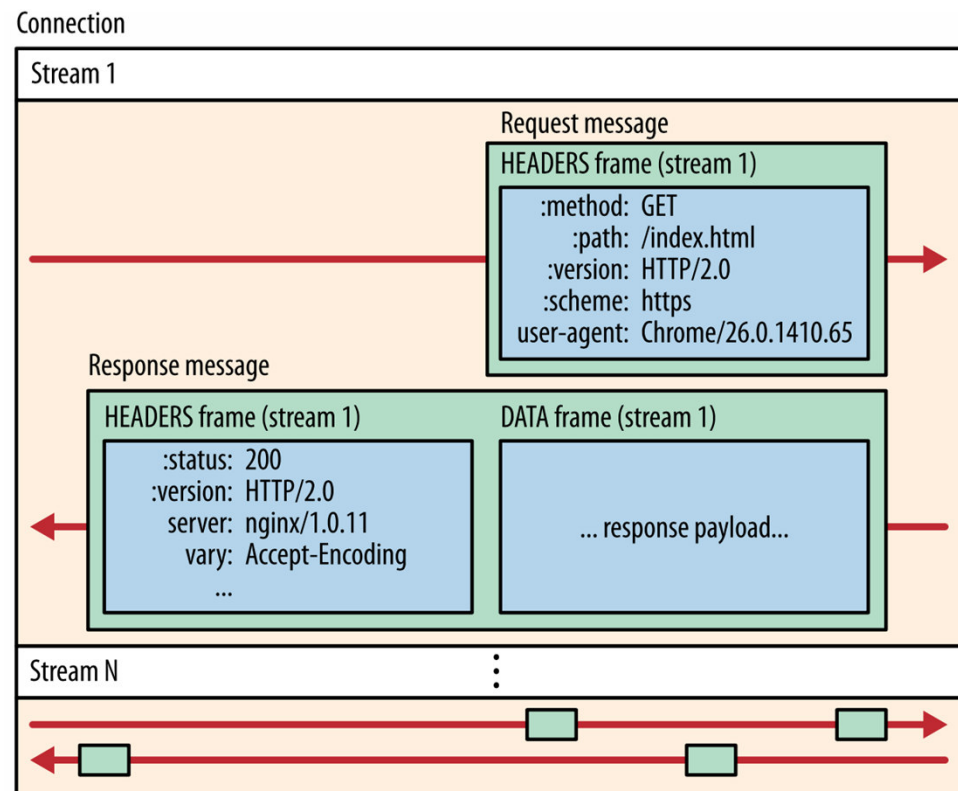 Connection
Stream 1
Request message
HEADERS frame (stream 1)
:method: GET
:path: /index.html
:version: HTTP/2.0
:scheme: https
user-agent: Chrome/26.0.1410.65
Response message
HEADERS frame (stream 1)
:status: 200
:version: HTTP/2.0
server: nginx/1.0.11
vary: Accept-Encoding
...
DATA frame (stream 1)
... response payload...
Stream N